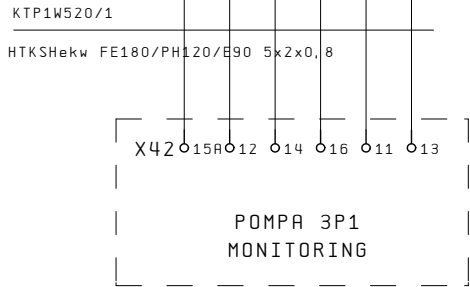 KTP1W520/1
HTKSHekw FE180/PH120/E90 5x2x0,8
X42 15A 12 14 16 11 13
POMPA 3P1
MONITORING